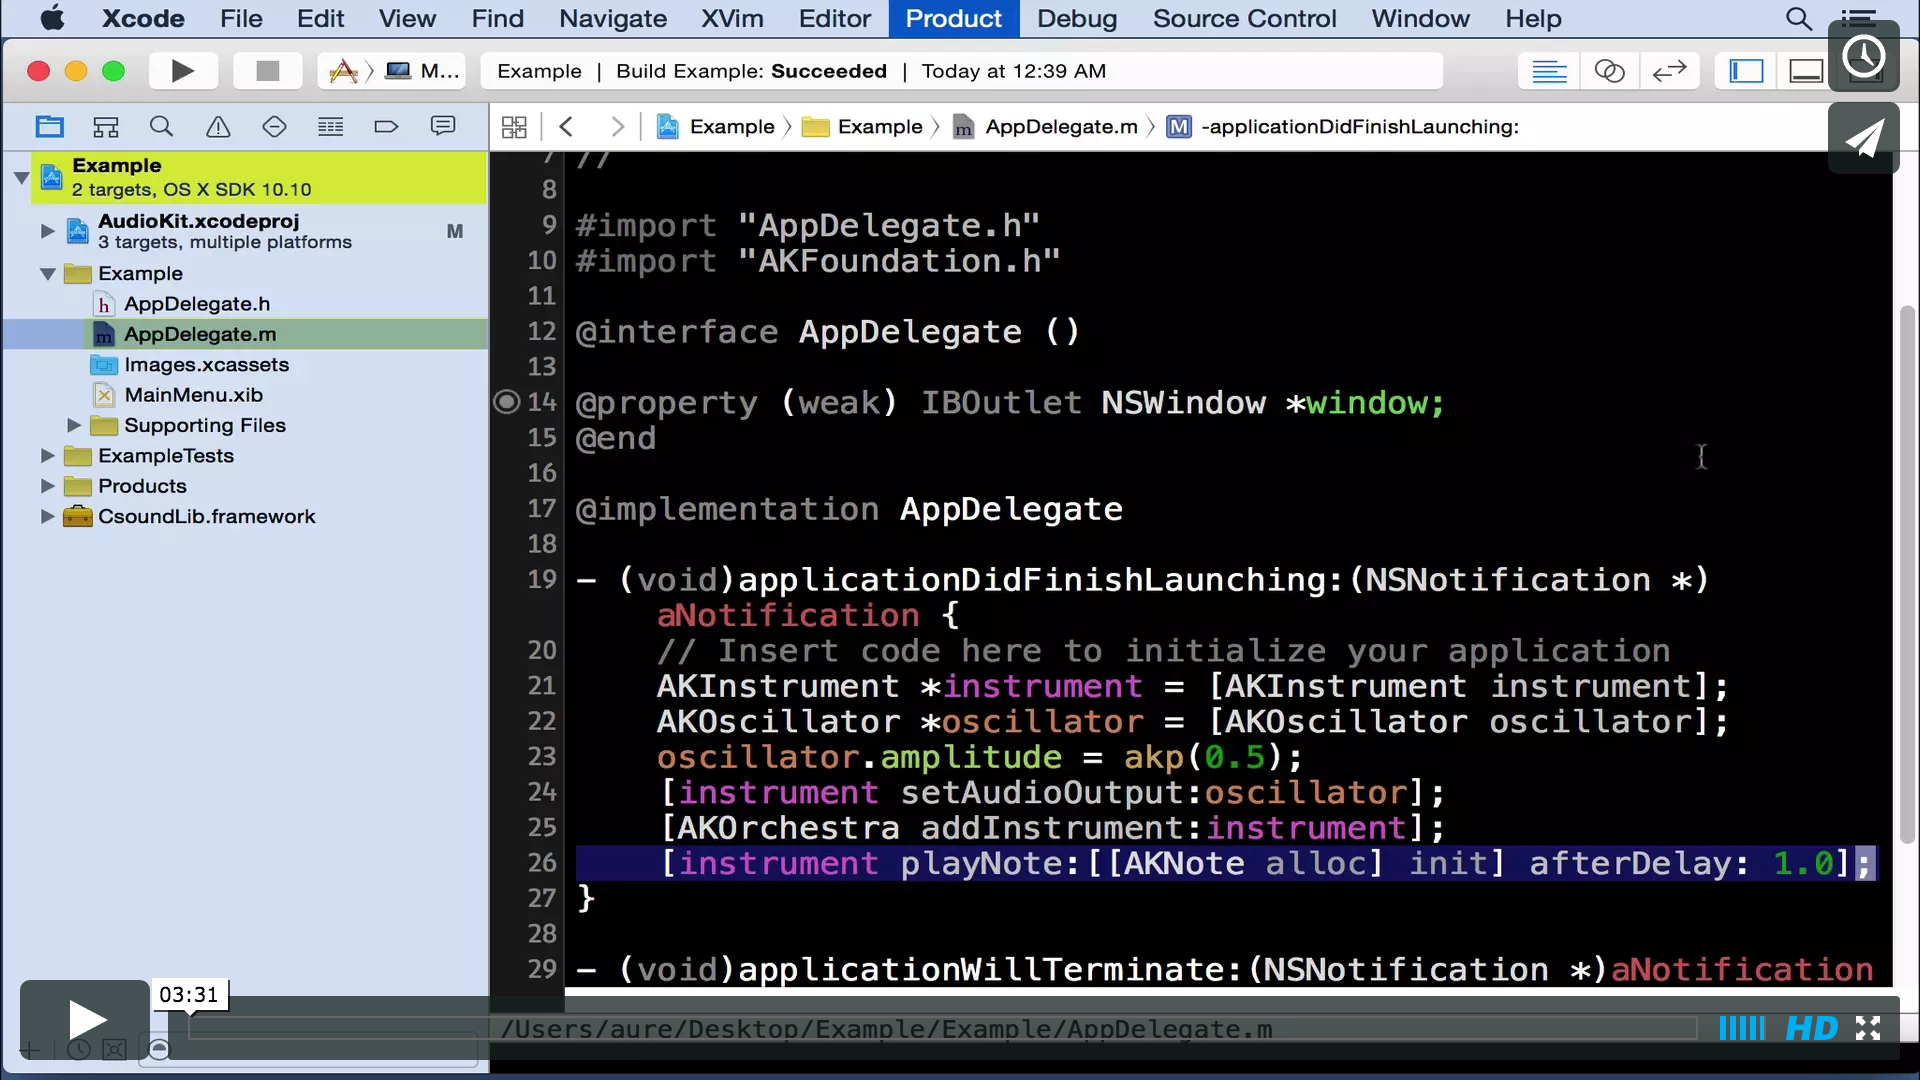 Xcode File Edit View Find Navigate XVim Editor Product Debug Source Control Window Help
M... Example | Build Example: Succeeded | Today at 12:39 AM
Example Example m AppDelegate.m M -applicationDidFinishLaunching:
Example
2 targets, OS X SDK 10.10
AudioKit.xcodeproj M
3 targets, multiple platforms
Example
h AppDelegate.h
m AppDelegate.m
Images.xcassets
MainMenu.xib
Supporting Files
ExampleTests
Products
CsoundLib.framework
7 //
8
9 #import "AppDelegate.h"
10 #import "AKFoundation.h"
11
12 @interface AppDelegate ()
13
14 @property (weak) IBOutlet NSWindow *window;
15 @end
16
17 @implementation AppDelegate
18
19 - (void)applicationDidFinishLaunching:(NSNotification *)
aNotification {
20 // Insert code here to initialize your application
21 AKInstrument *instrument = [AKInstrument instrument];
22 AKOscillator *oscillator = [AKOscillator oscillator];
23 oscillator.amplitude = akp(0.5);
24 [instrument setAudioOutput:oscillator];
25 [AKOrchestra addInstrument:instrument];
26 [instrument playNote:[[AKNote alloc] init] afterDelay: 1.0];
27 }
28
29 - (void)applicationWillTerminate:(NSNotification *)aNotification
03:31
/Users/aure/Desktop/Example/Example/AppDelegate.m
HD